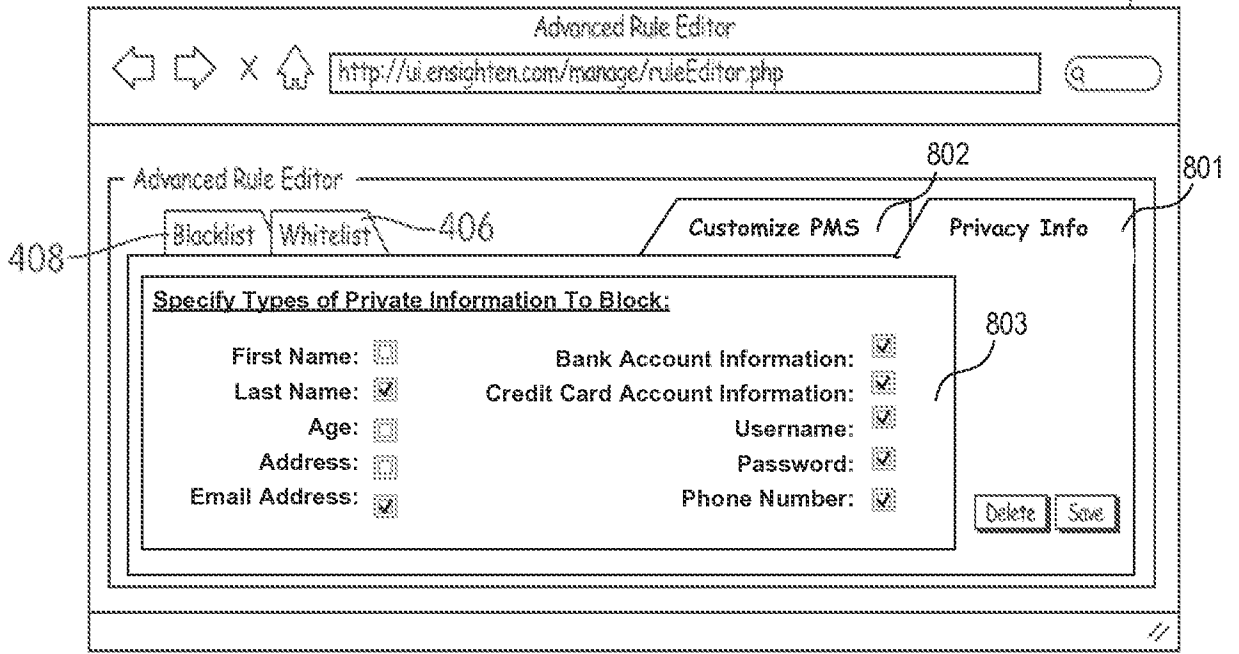 Advanced Rule Editor
X http://ui.ensighten.com/manage/ruleEditor.php
802
801
Advanced Rule Editor
408 Blacklist Whitelist 406 Customize PMS Privacy Info
Specify Types of Private Information To Block:
803
First Name: Bank Account Information:
Last Name: Credit Card Account Information:
Age: Username:
Address: Password:
Email Address: Phone Number:
Delete Save